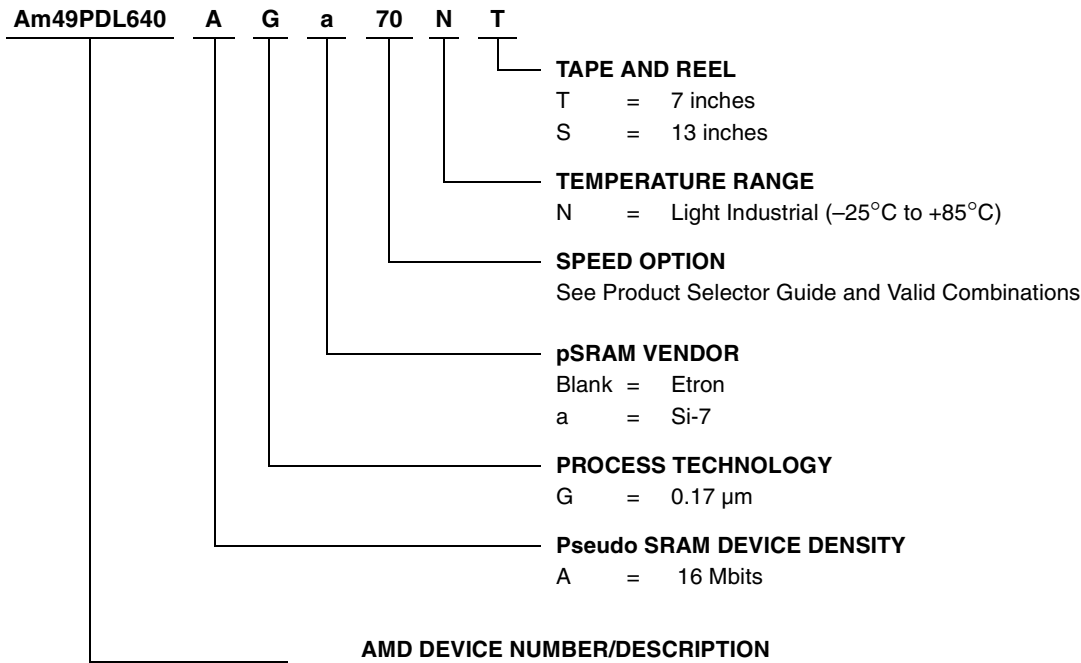 Am49PDL640 A G a 70 N T
TAPE AND REEL
T = 7 inches
S = 13 inches
TEMPERATURE RANGE
N = Light Industrial (–25°C to +85°C)
SPEED OPTION
See Product Selector Guide and Valid Combinations
pSRAM VENDOR
Blank = Etron
a = Si-7
PROCESS TECHNOLOGY
G = 0.17 µm
Pseudo SRAM DEVICE DENSITY
A = 16 Mbits
AMD DEVICE NUMBER/DESCRIPTION